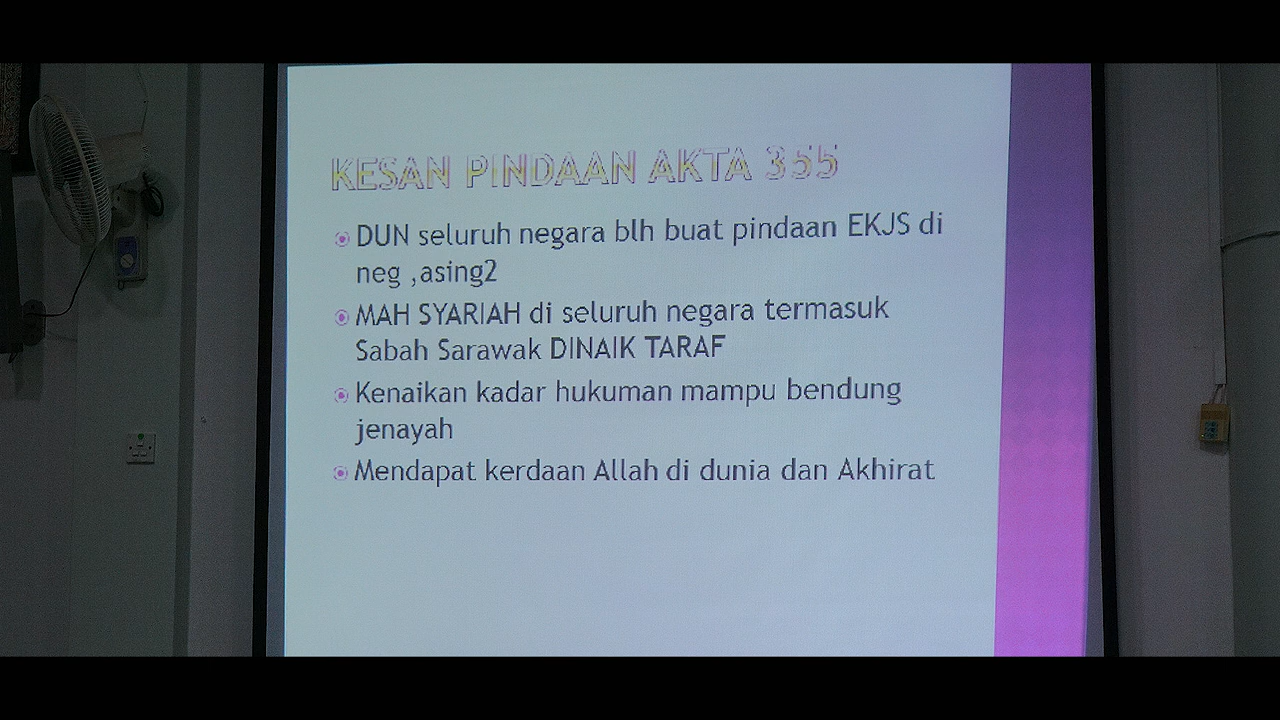 KESAN PINDAAN AKTA 355
DUN seluruh negara blh buat pindaan EKJS di
neg ,asing2
MAH SYARIAH di seluruh negara termasuk
Sabah Sarawak DINAIK TARAF
Kenaikan kadar hukuman mampu bendung
jenayah
Mendapat kerdaan Allah di dunia dan Akhirat